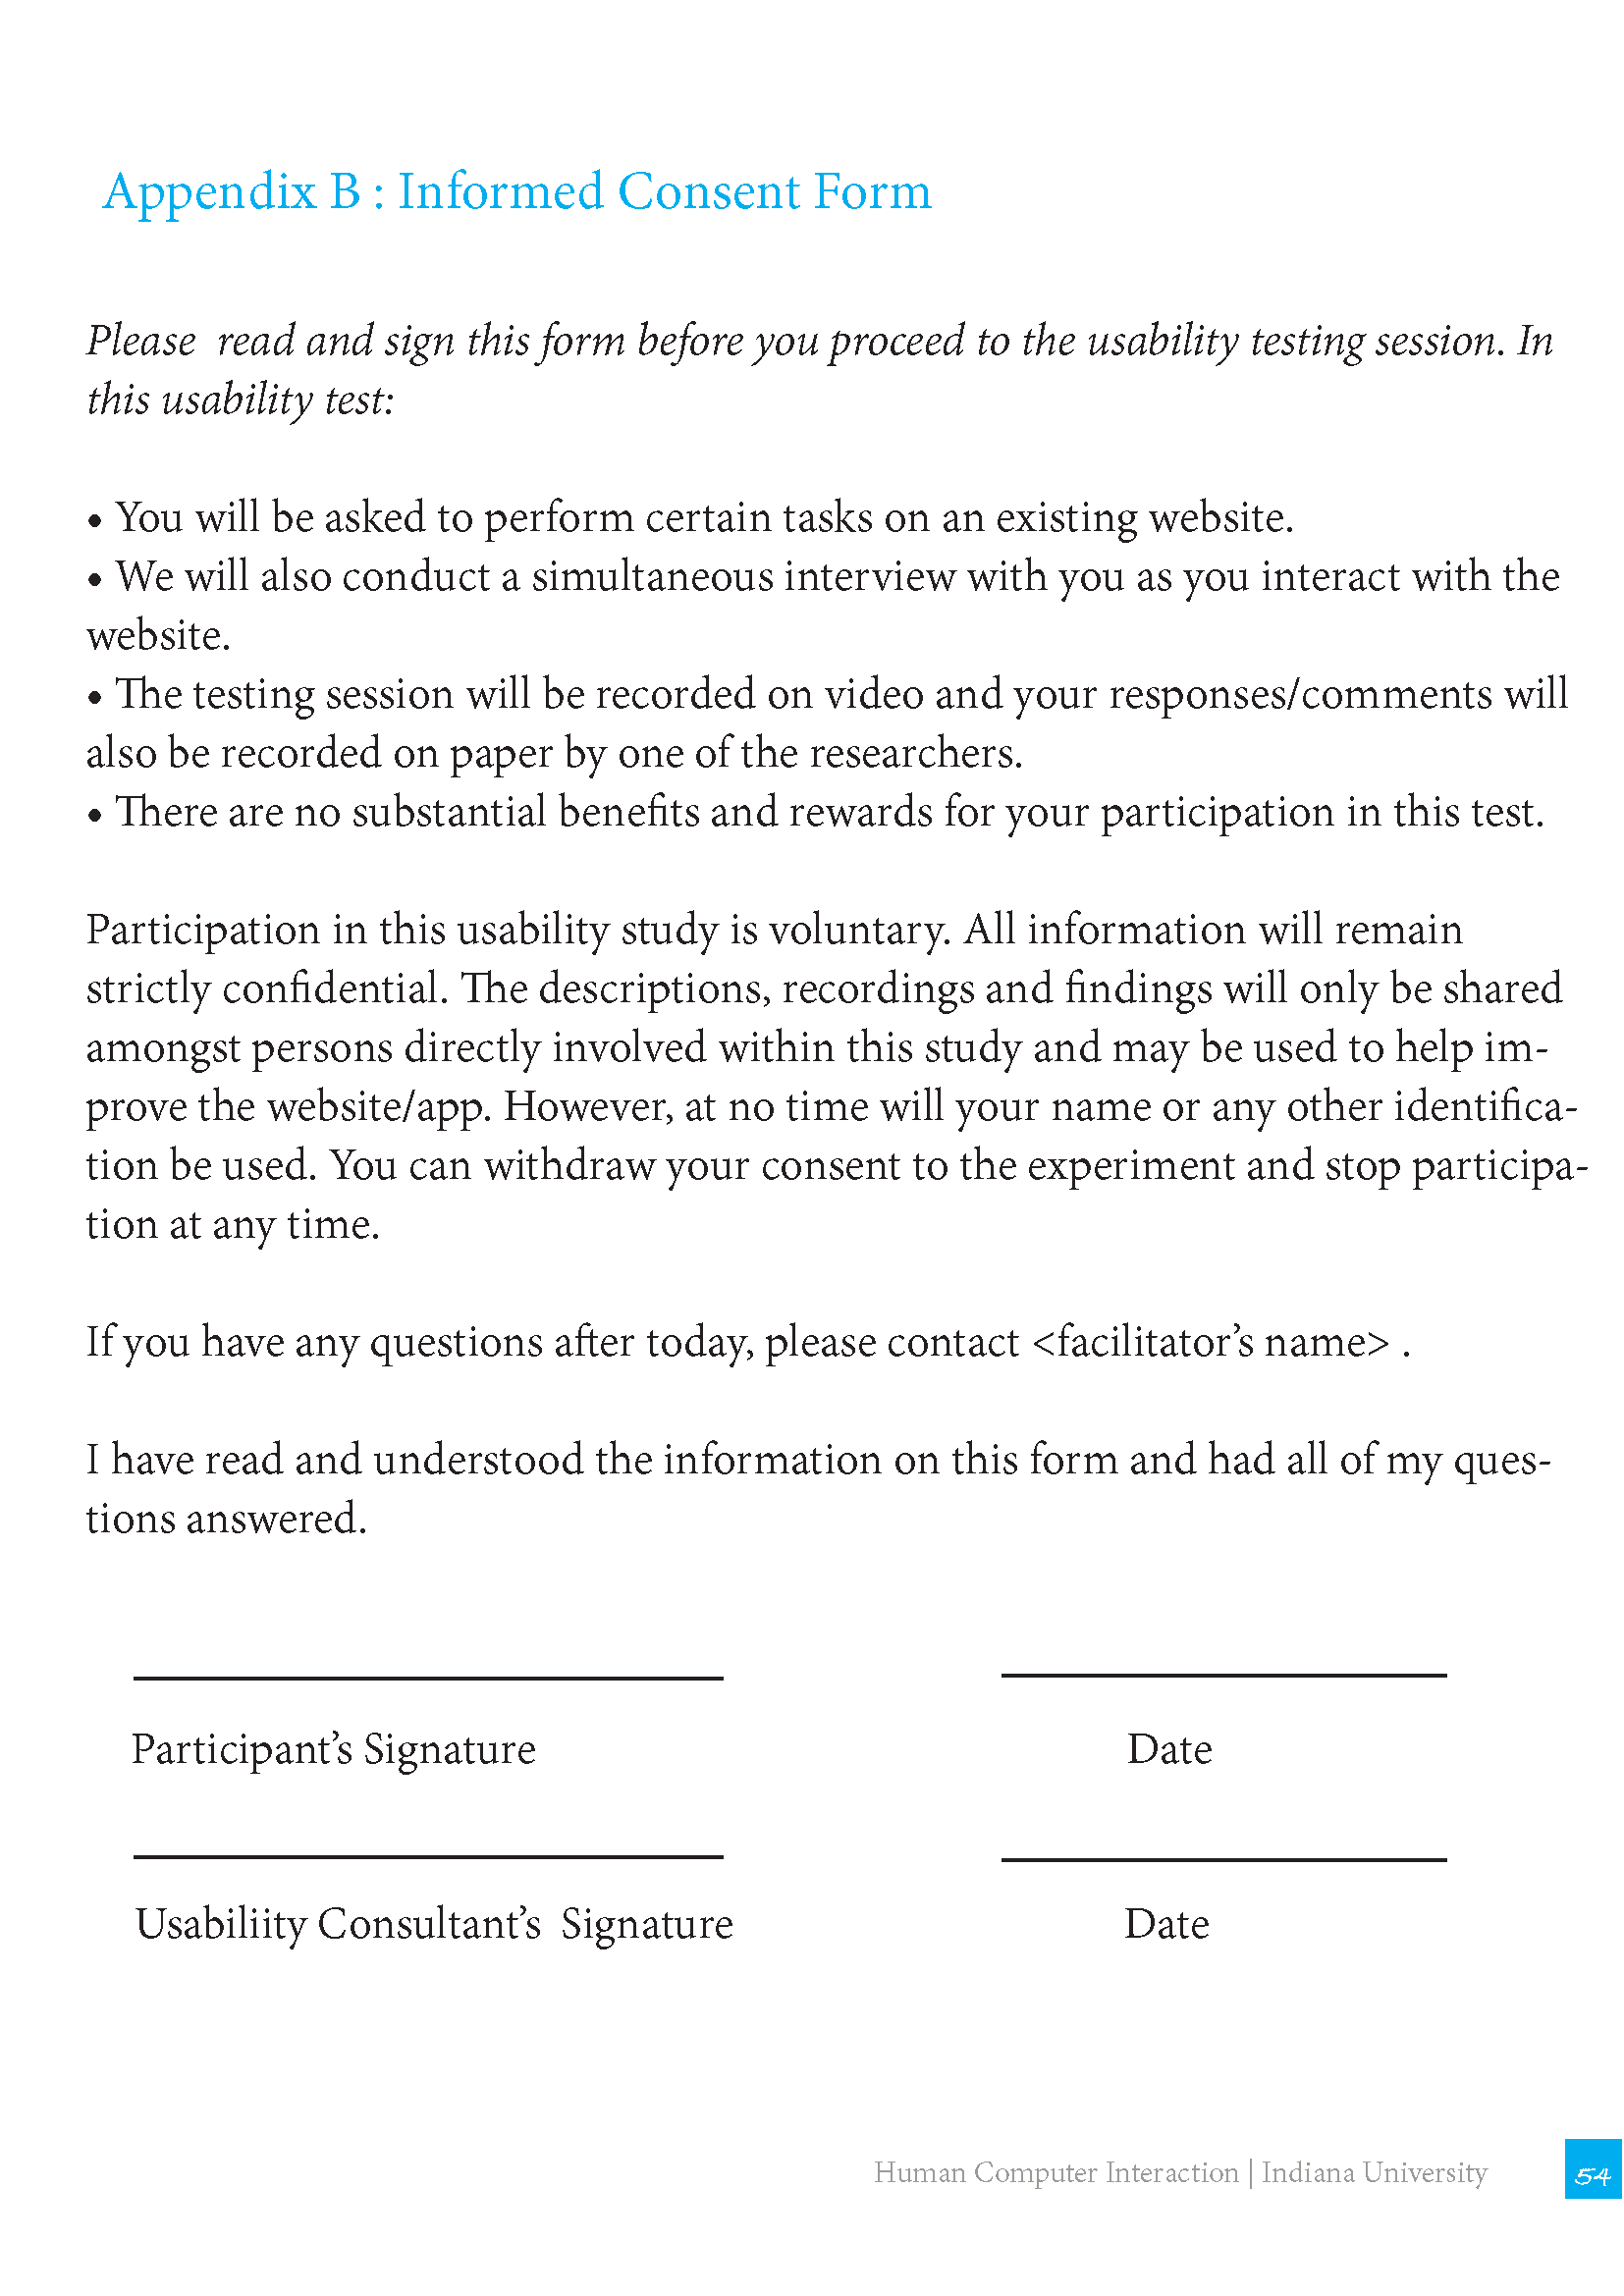 Appendix B : Informed Consent Form
Please  read and sign this form before you proceed to the usability testing session. In
this usability test:
• You will be asked to perform certain tasks on an existing website.
• We will also conduct a simultaneous interview with you as you interact with the
website.
• The testing session will be recorded on video and your responses/comments will
also be recorded on paper by one of the researchers.
• There are no substantial benefits and rewards for your participation in this test.
Participation in this usability study is voluntary. All information will remain
strictly confidential. The descriptions, recordings and findings will only be shared
amongst persons directly involved within this study and may be used to help im-
prove the website/app. However, at no time will your name or any other identifica-
tion be used. You can withdraw your consent to the experiment and stop participa-
tion at any time.
If you have any questions after today, please contact <facilitator’s name> .
I have read and understood the information on this form and had all of my ques-
tions answered.
Participant’s Signature Date
Usabiliity Consultant’s  Signature Date
Human Computer Interaction | Indiana University 54